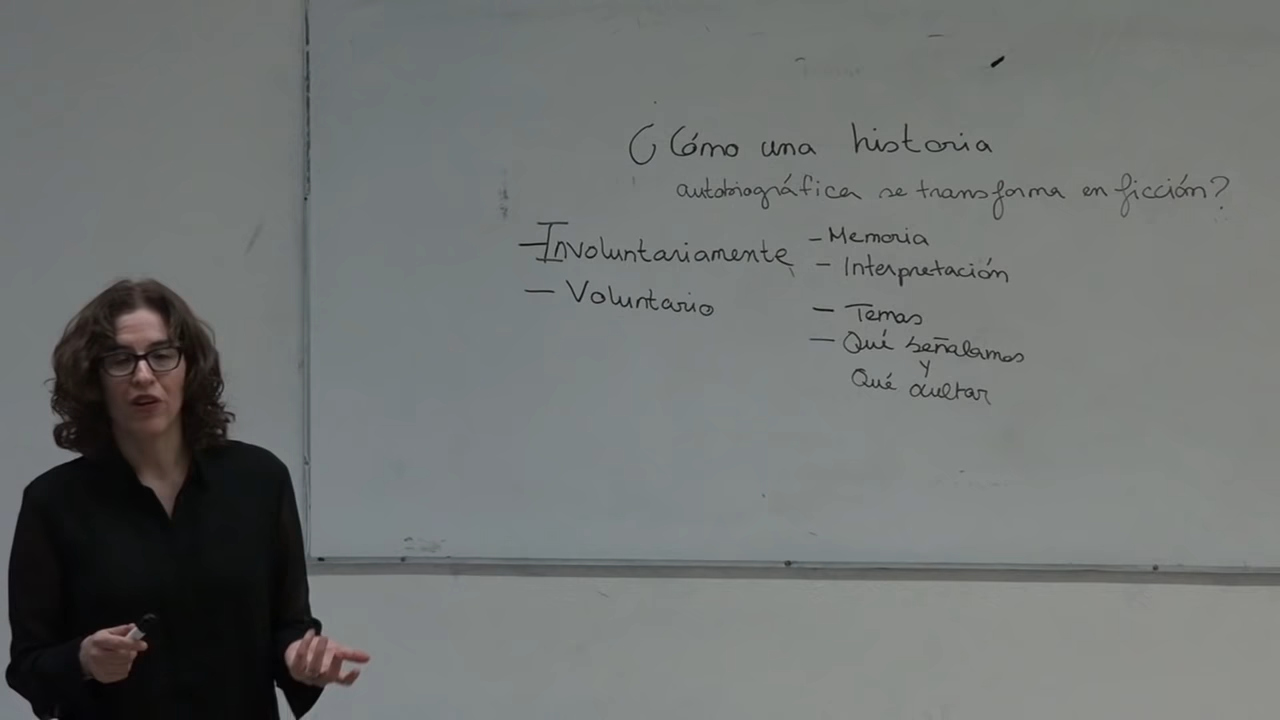 ¿Cómo una historia
autobiográfica se transforma en ficción?
– Involuntariamente
– Memoria
– Interpretación
– Voluntario
– Temas
– Qué señalamos
y
Qué ocultar